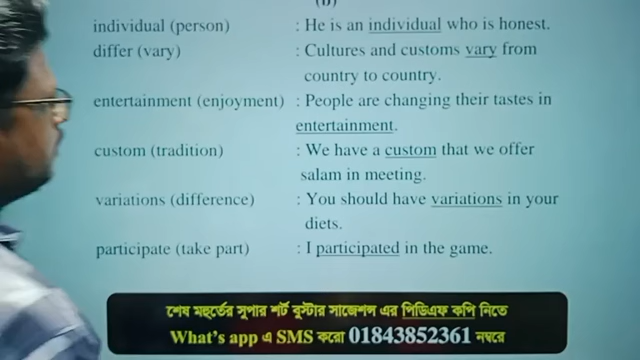 (b)
individual (person) : He is an individual who is honest.
differ (vary) : Cultures and customs vary from
country to country.
entertainment (enjoyment) : People are changing their tastes in
entertainment.
custom (tradition) : We have a custom that we offer
salam in meeting.
variations (difference) : You should have variations in your
diets.
participate (take part) : I participated in the game.
শেষ মহুর্তের সুপার শর্ট বুস্টার সাজেশন্স এর পিডিএফ কপি নিতে
What's app এ SMS করো 01843852361 নম্বরে